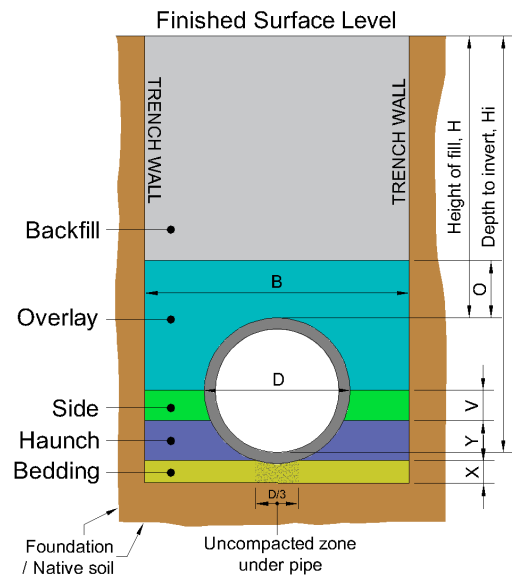 Finished Surface Level
TRENCH WALL
TRENCH WALL
Height of fill, H
Depth to invert, Hi
Backfill
B
O
Overlay
D
Side
V
Haunch
Y
Bedding
X
D/3
Foundation
/ Native soil
Uncompacted zone
under pipe